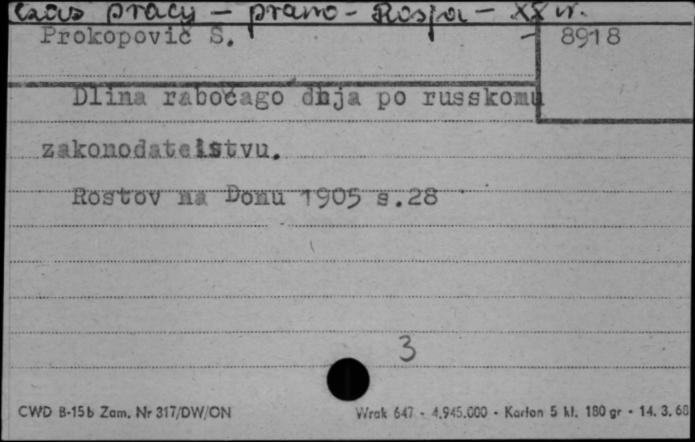 Czas pracy - prawo - Rosja - XX w.
Prokopovič S. 8918
Dlina rabočago dnja po russkomu
zakonodatelstvu.
Rostov na Donu 1905 s.28
3
CWD B-15b Zam. Nr 317/DW/ON Wrak 647 - 4.945.000 - Karton 5 kl. 180 gr - 14. 3. 68